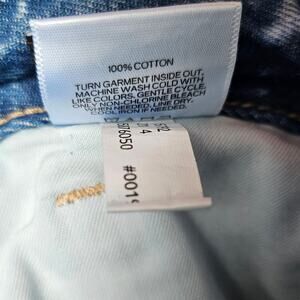 100% COTTON
TURN GARMENT INSIDE OUT,
MACHINE WASH COLD WITH
LIKE COLORS, GENTLE CYCLE.
ONLY NON-CHLORINE BLEACH
WHEN NEEDED, LINE DRY.
COOL IRON IF NEEDED.
#001